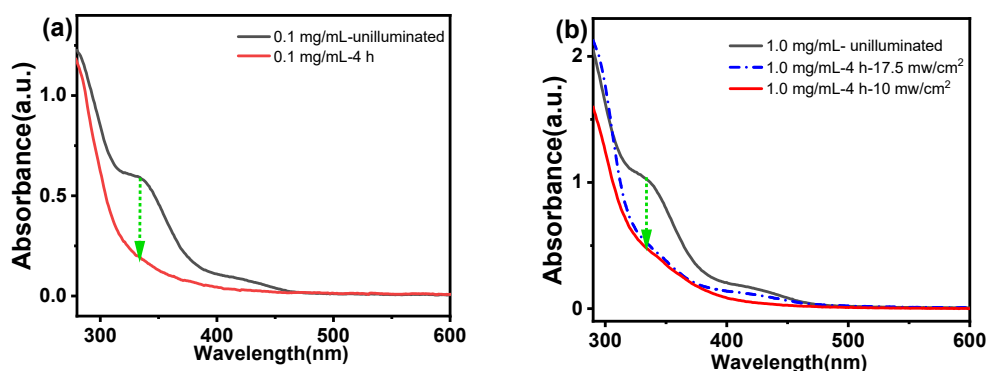 (a)
0.1 mg/mL-unilluminated
0.1 mg/mL-4 h
Absorbance(a.u.)
1.0
0.5
0.0
300
400
500
600
Wavelength(nm)
(b)
1.0 mg/mL- unilluminated
1.0 mg/mL-4 h-17.5 mw/cm²
1.0 mg/mL-4 h-10 mw/cm²
Absorbance(a.u.)
2
1
0
300
400
500
600
Wavelength(nm)